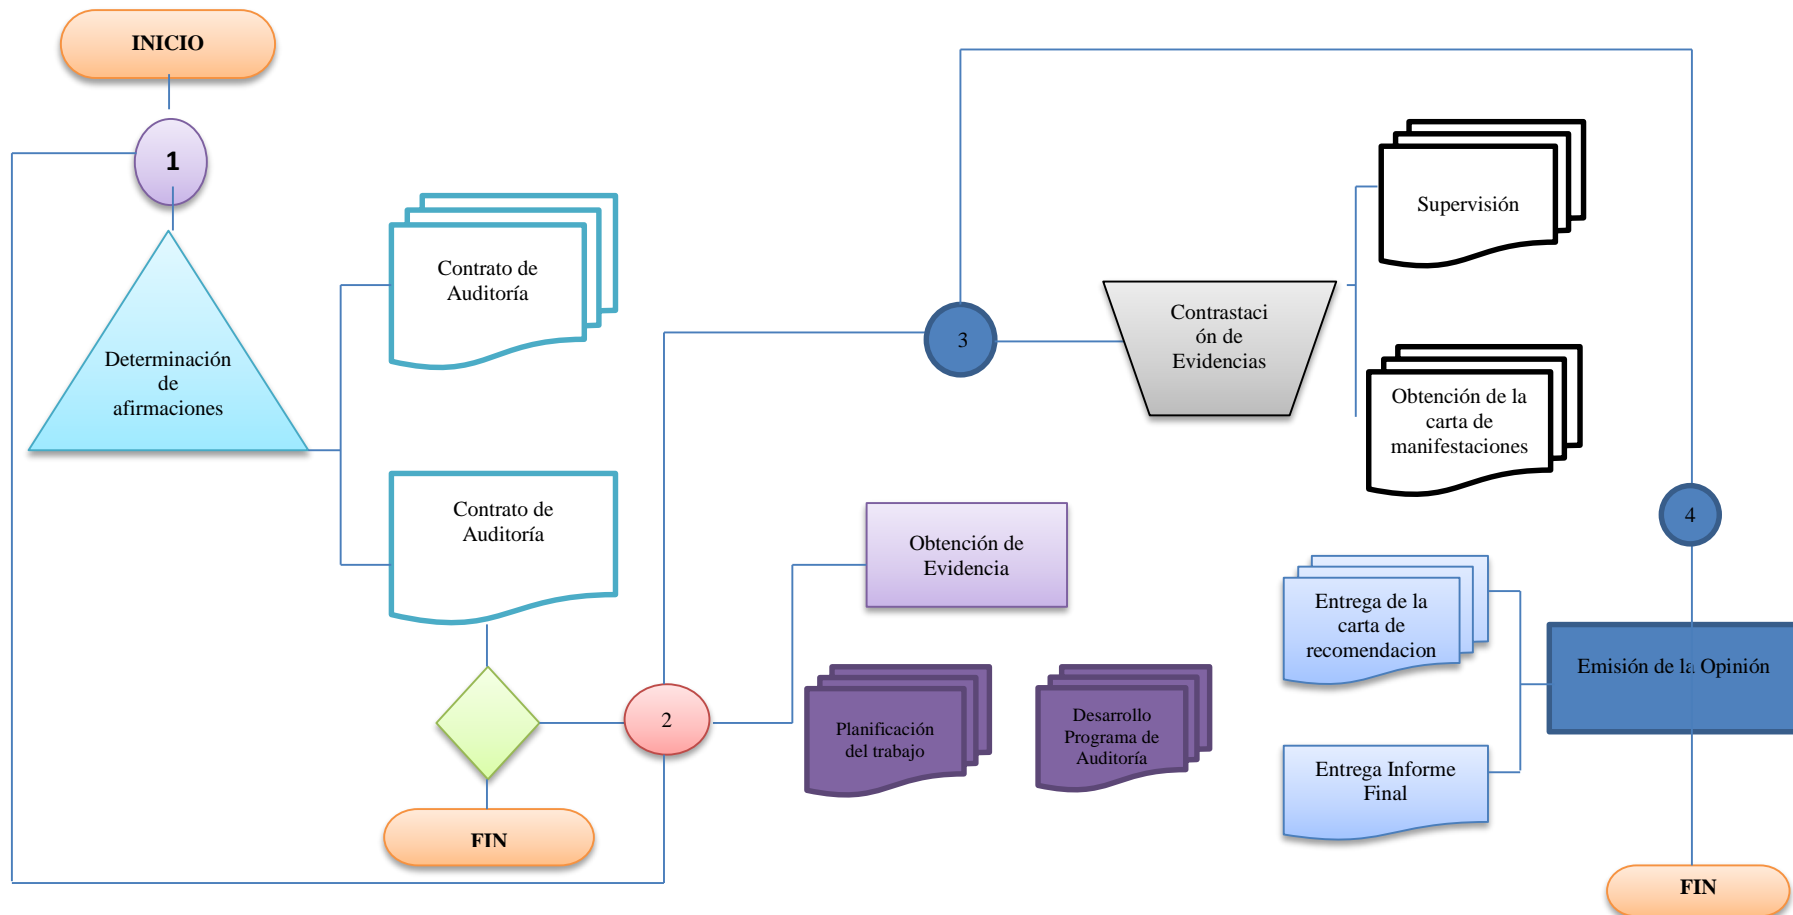 INICIO
1
Determinación
de
afirmaciones
Contrato de
Auditoría
Contrato de
Auditoría
FIN
2
Obtención de
Evidencia
Planificación
del trabajo
Desarrollo
Programa de
Auditoría
3
Contrastaci
ón de
Evidencias
Supervisión
Obtención de la
carta de
manifestaciones
4
Emisión de la Opinión
Entrega de la
carta de
recomendacion
Entrega Informe
Final
FIN